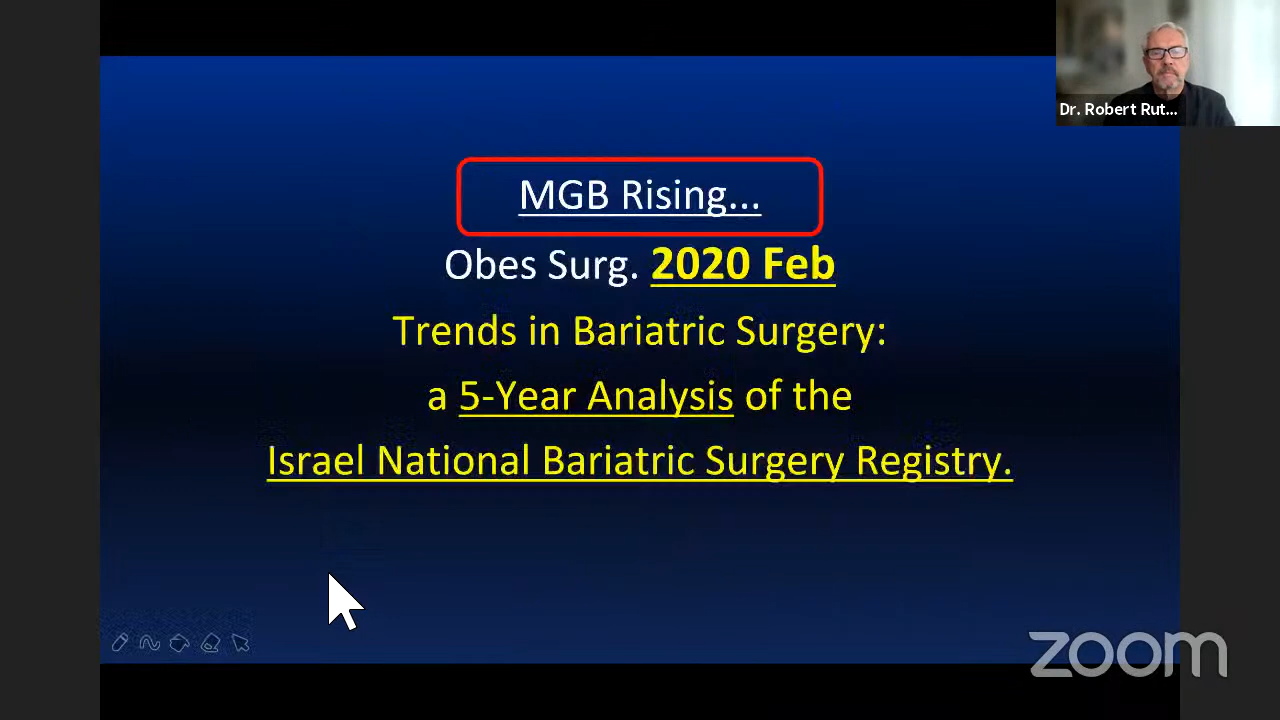 Dr. Robert Rut...
MGB Rising...
Obes Surg. 2020 Feb
Trends in Bariatric Surgery:
a 5-Year Analysis of the
Israel National Bariatric Surgery Registry.
zoom